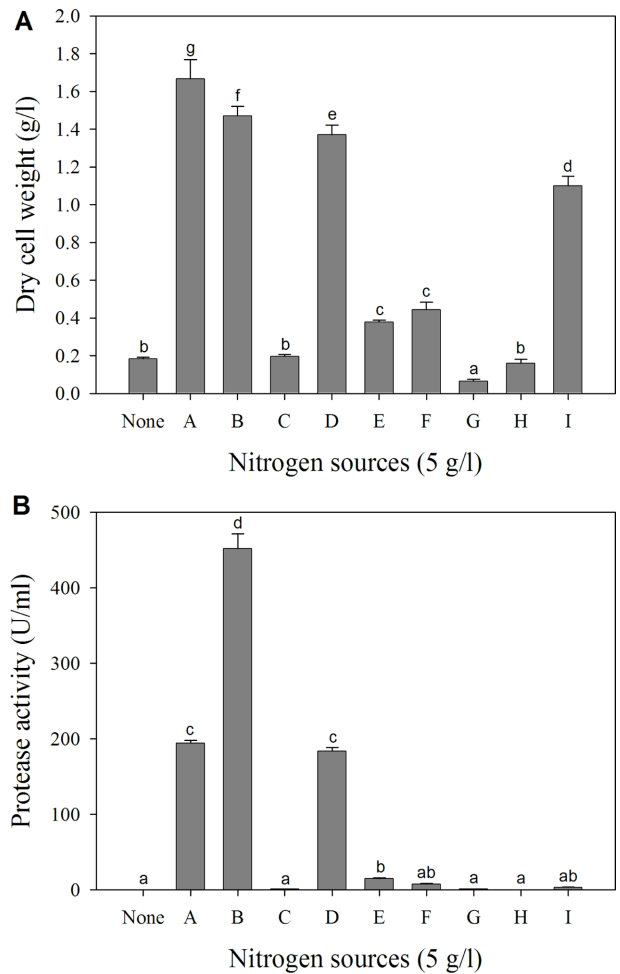 A
Dry cell weight (g/l)
2.0
1.8
1.6
1.4
1.2
1.0
0.8
0.6
0.4
0.2
0.0
b
g
f
b
e
c
c
a
b
d
None A B C D E F G H I
Nitrogen sources (5 g/l)
B
Protease activity (U/ml)
500
400
300
200
100
0
a
c
d
a
c
b
ab
a
a
ab
None A B C D E F G H I
Nitrogen sources (5 g/l)